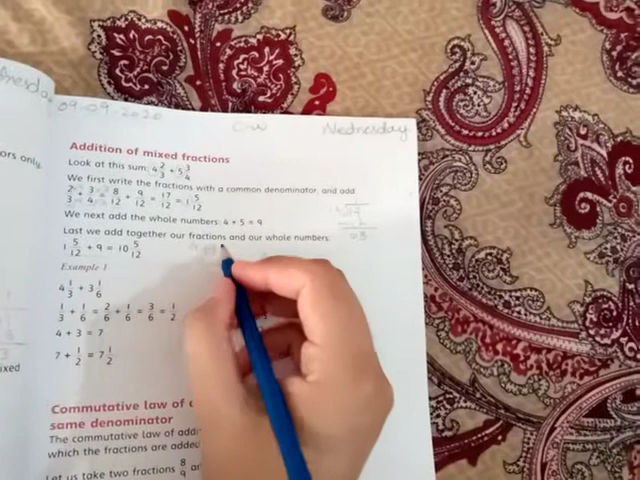 09-09-2020
C.W
Wednesday
Addition of mixed fractions
Look at this sum: 4 2/3 + 5 3/4
We first write the fractions with a common denominator, and add
2/3 + 3/4 = 8/12 + 9/12 = 17/12 = 1 5/12
We next add the whole numbers: 4 + 5 = 9
Last we add together our fractions and our whole numbers:
1 5/12 + 9 = 10 5/12
Example 1
4 1/3 + 3 1/6
1/3 + 1/6 = 2/6 + 1/6 = 3/6 = 1/2
4 + 3 = 7
7 + 1/2 = 7 1/2
Commutative law of
same denominator
The commutative law of
which the fractions are added
Let us take two fractions 8/9
ors only,